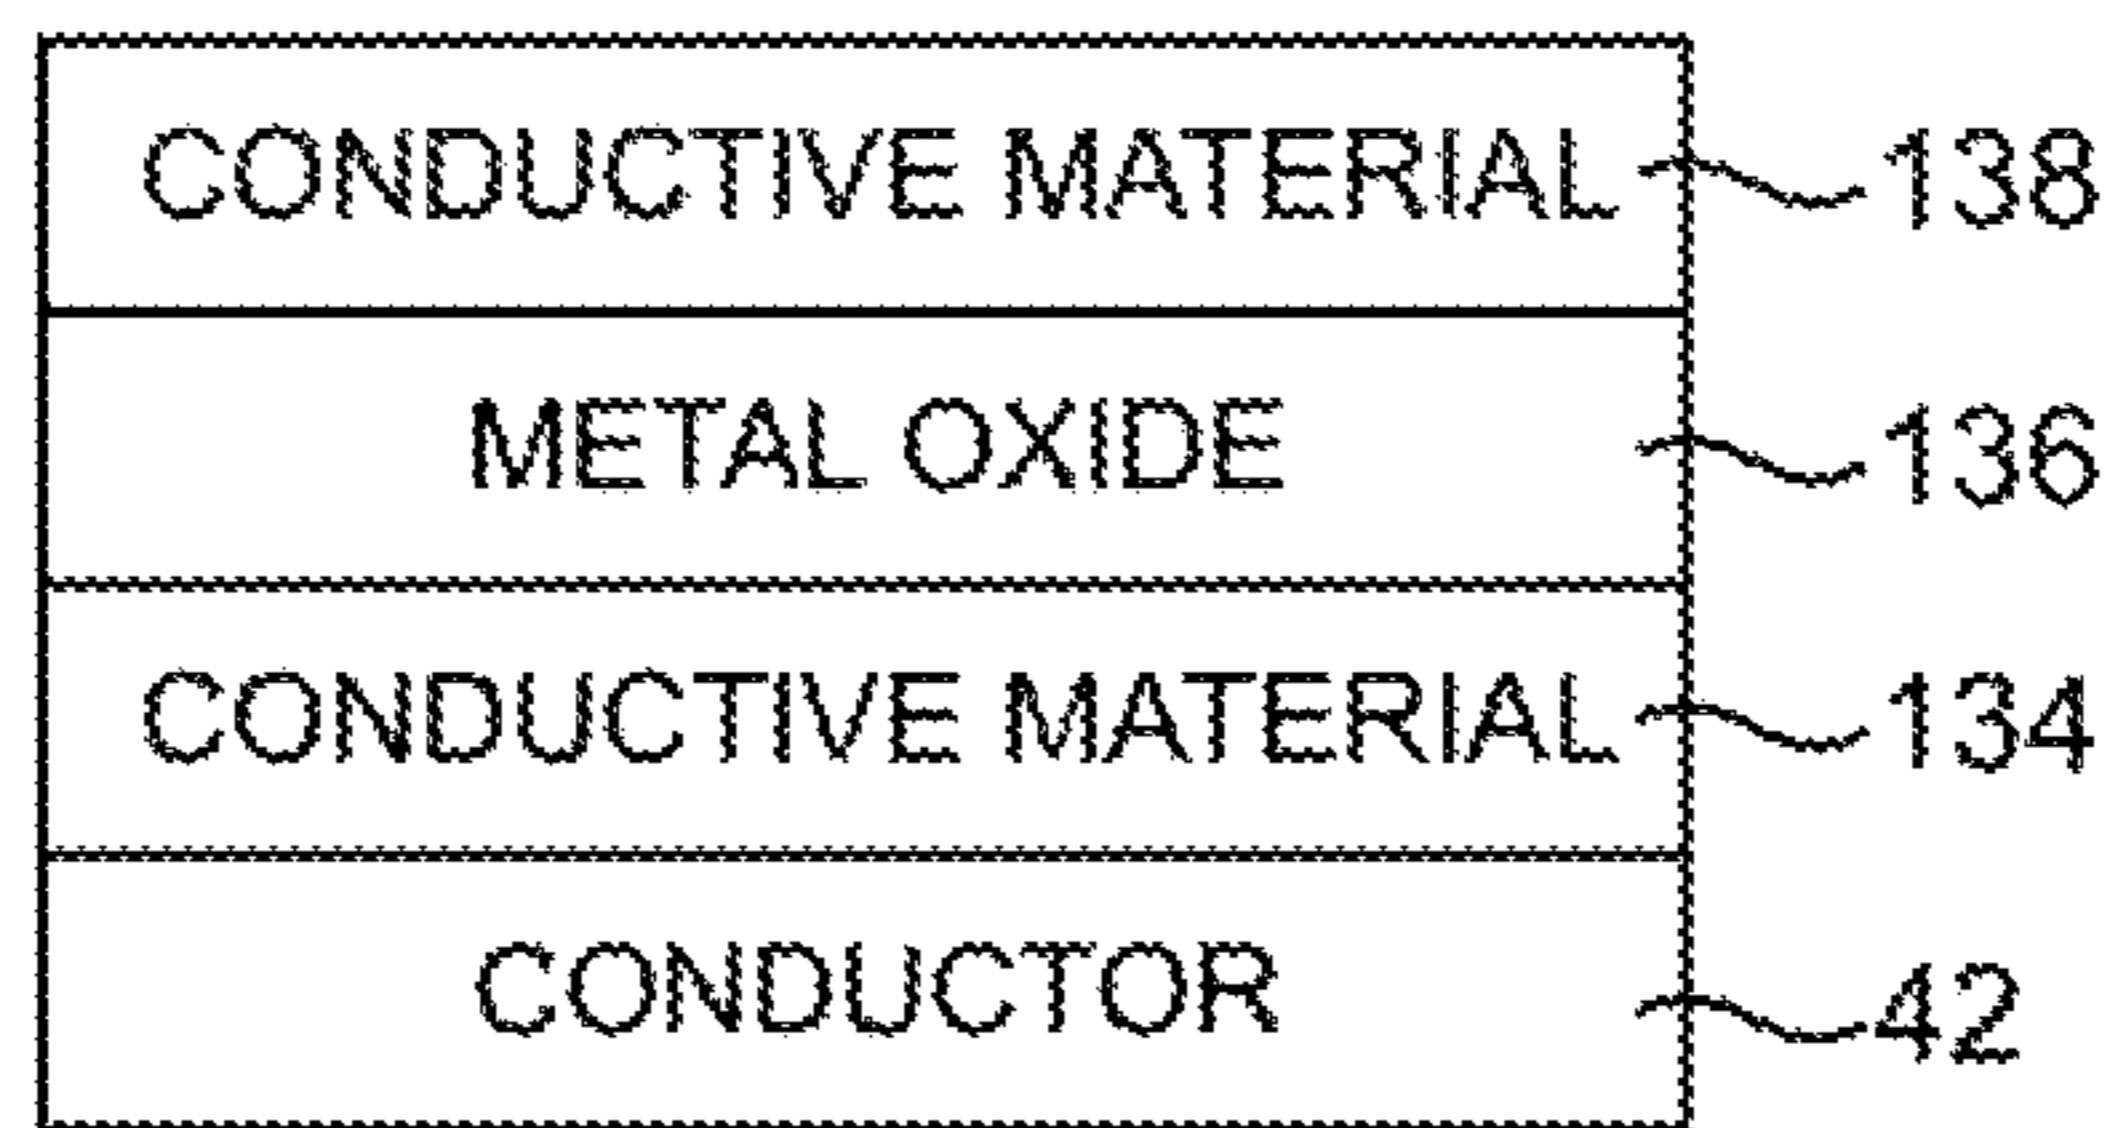 CONDUCTIVE MATERIAL 138
METAL OXIDE 136
CONDUCTIVE MATERIAL 134
CONDUCTOR 42